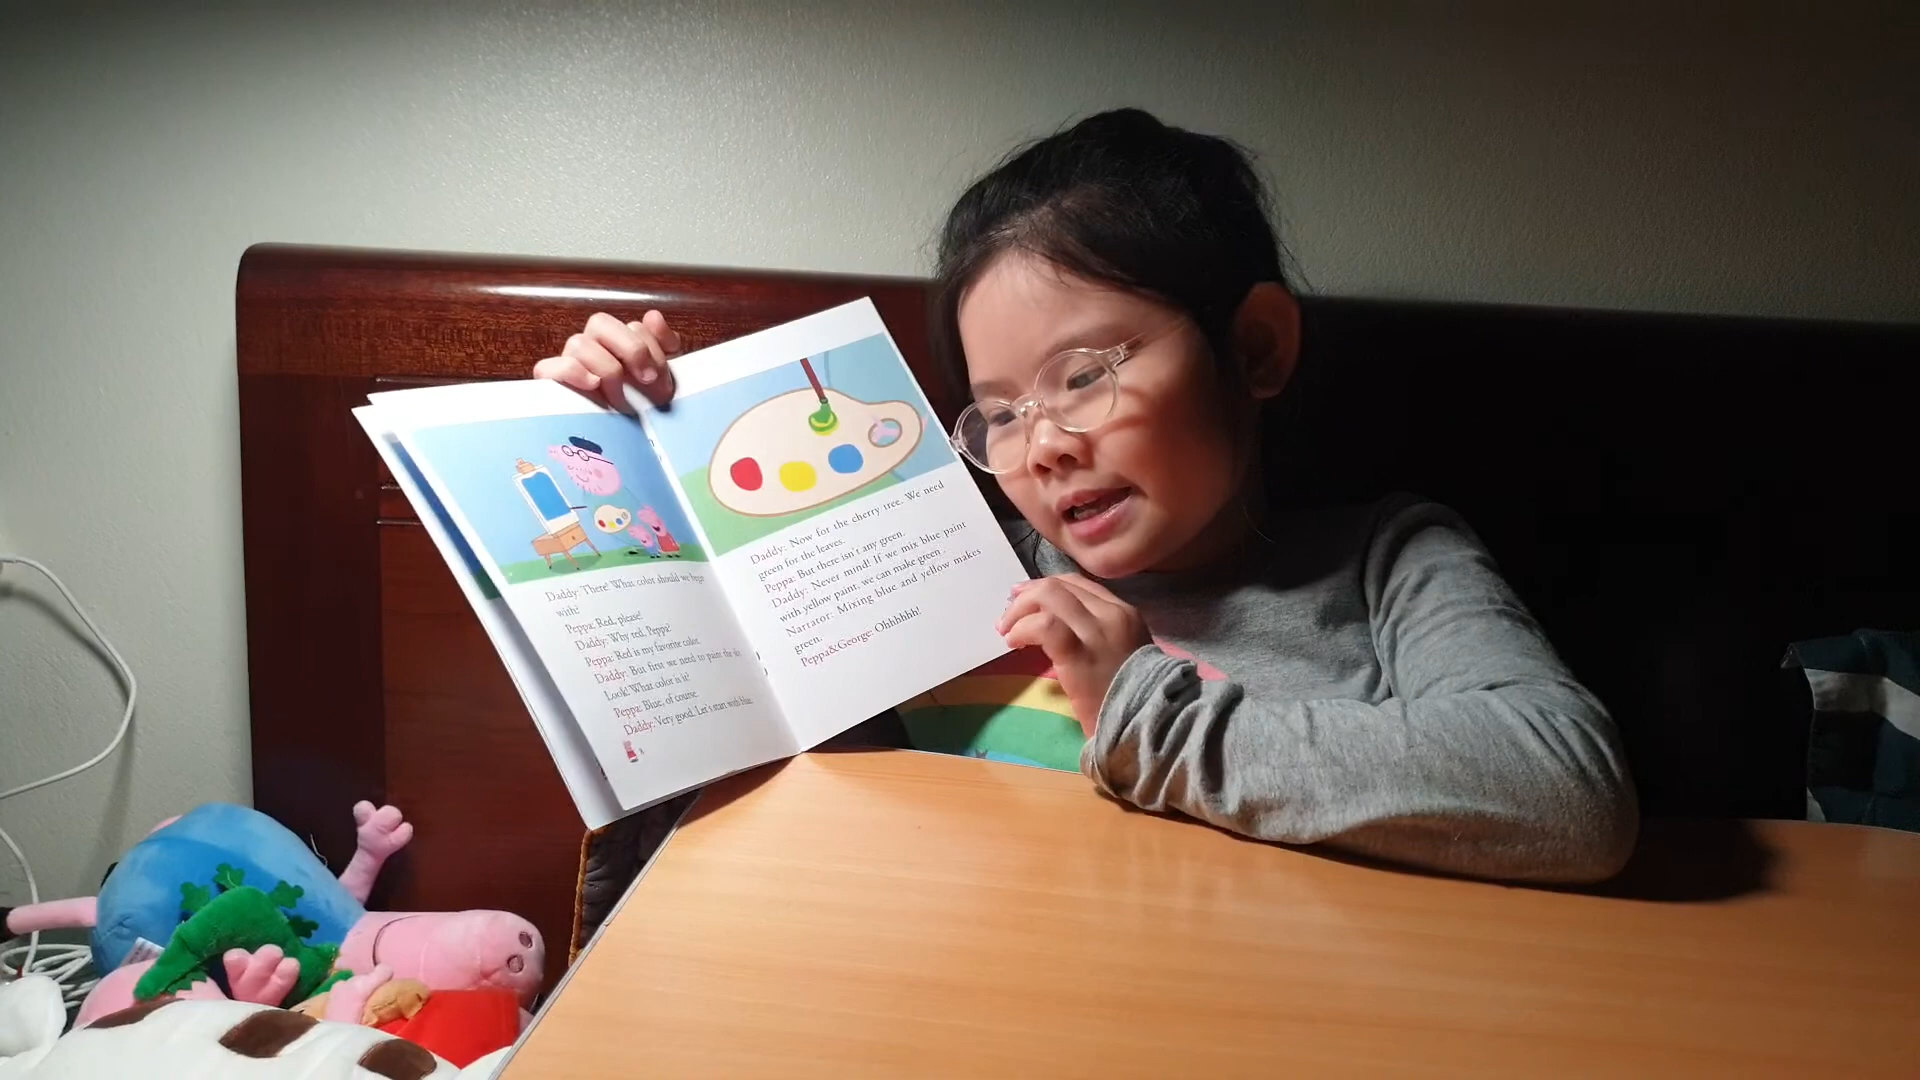 Daddy: There! What color should we begin
with?
Peppa: Red, please!
Daddy: Why red, Peppa?
Peppa: Red is my favorite color.
Daddy: But first we need to paint the sky.
Look! What color is it?
Peppa: Blue, of course.
Daddy: Very good. Let's start with blue.
Daddy: Now for the cherry tree. We need
green for the leaves.
Peppa: But there isn't any green.
Daddy: Never mind! If we mix blue paint
with yellow paint, we can make green.
Narrator: Mixing blue and yellow makes
green.
Peppa&George: Ohhhhhh!